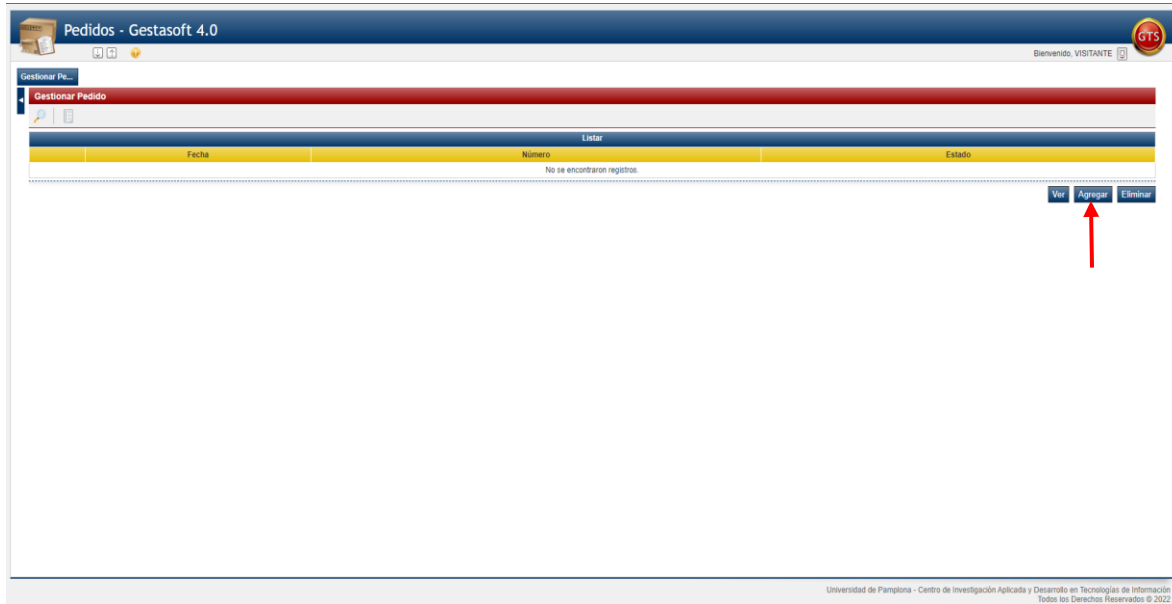 Pedidos - Gestasoft 4.0
GTS
Bienvenido, VISITANTE
Gestionar Pe...
Gestionar Pedido
Listar
Fecha Número Estado
No se encontraron registros.
Ver Agregar Eliminar
Universidad de Pamplona - Centro de Investigación Aplicada y Desarrollo en Tecnologías de Información
Todos los Derechos Reservados © 2022